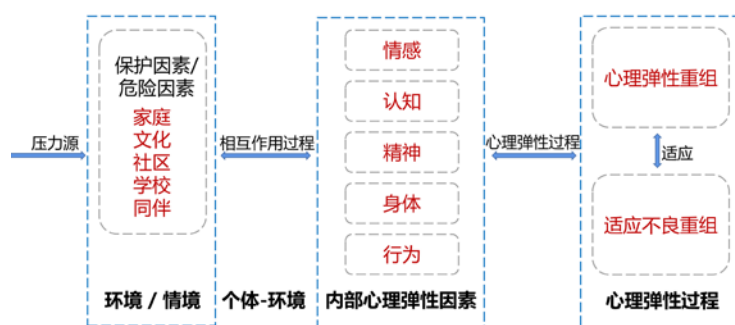 压力源
保护因素/
危险因素
家庭
文化
社区
学校
同伴
环境 / 情境
相互作用过程
个体-环境
情感
认知
精神
身体
行为
内部心理弹性因素
心理弹性过程
心理弹性重组
适应
适应不良重组
心理弹性过程